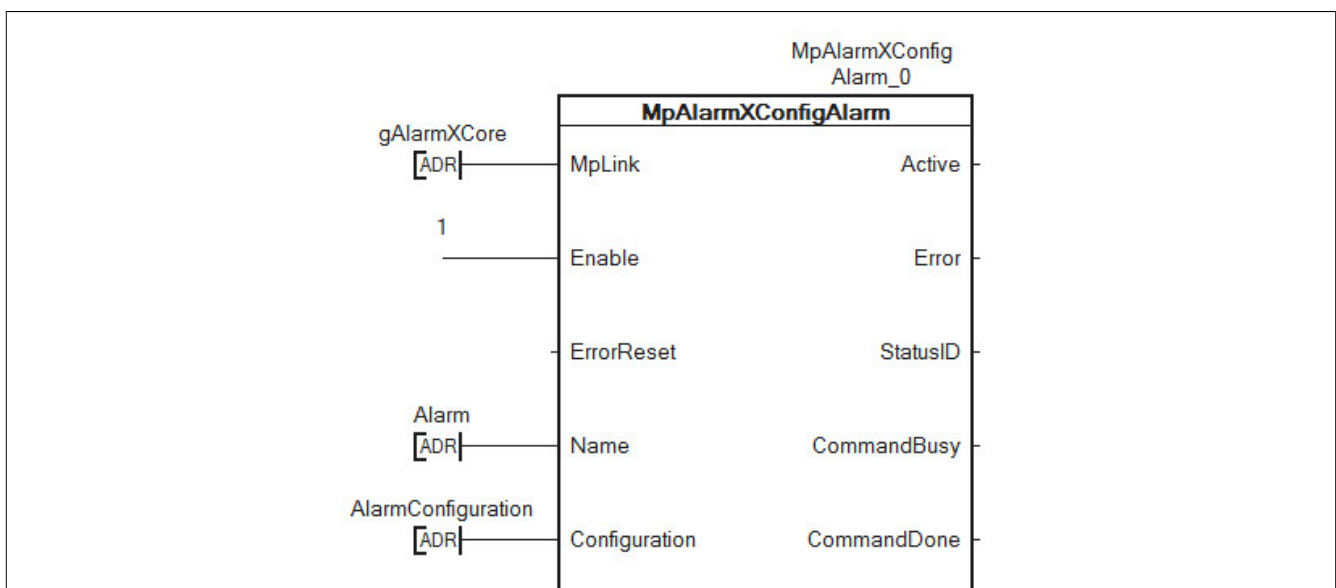 MpAlarmXConfig
Alarm_0
MpAlarmXConfigAlarm
gAlarmXCore
ADR
MpLink
Active
1
Enable
Error
ErrorReset
StatusID
Alarm
ADR
Name
CommandBusy
AlarmConfiguration
ADR
Configuration
CommandDone